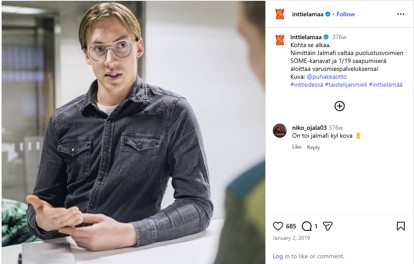 inttielamaa • Follow
inttielamaa 376w
Kohta se alkaa.
Nimittäin Jalmafi valtaa puolustusvoimien
SOME-kanavat ja 1/19 saapumiserä
aloittaa varusmiespalveluksensa!
Kuva: @puhakkaotto
#inttiedessä #taistelijanmieli #inttielämää
niko_ojala03 376w
On toi jalmafi kyl kova
Like Reply
685 1
January 2, 2019
Log in to like or comment.